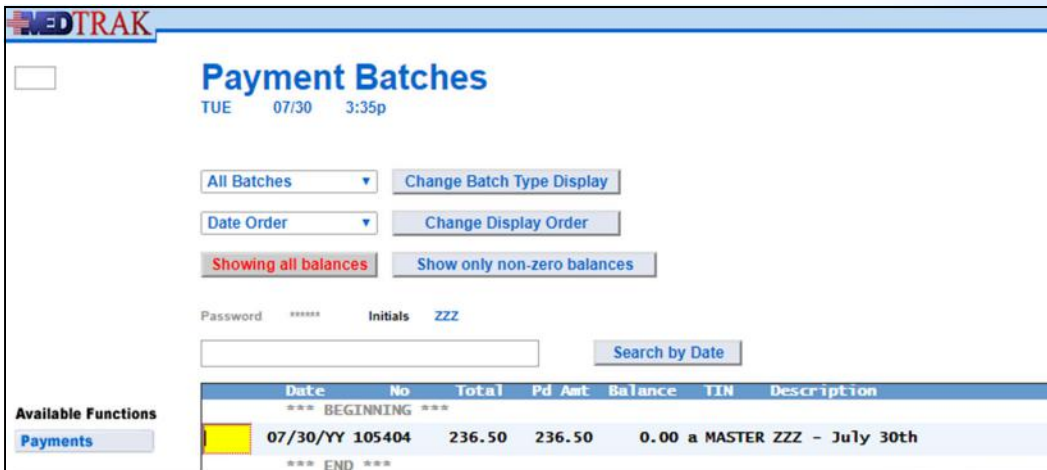 MEDTRAK
Payment Batches
TUE 07/30 3:35p
All Batches ▼ Change Batch Type Display
Date Order ▼ Change Display Order
Showing all balances Show only non-zero balances
Password ****** Initials ZZZ
Search by Date
Date No Total Pd Amt Balance TIN Description
*** BEGINNING ***
Available Functions
Payments
07/30/YY 105404 236.50 236.50 0.00 a MASTER ZZZ - July 30th
*** END ***